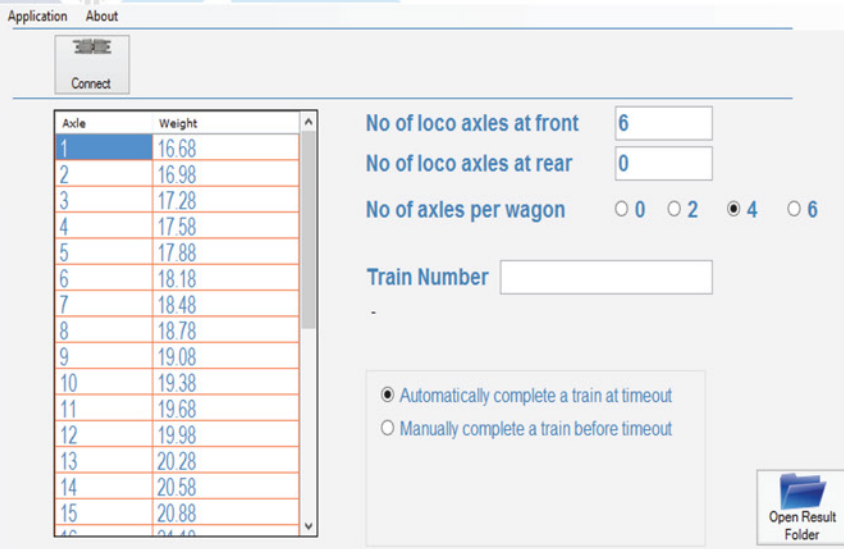 Application About
Connect
Axle Weight
1 16.68
2 16.98
3 17.28
4 17.58
5 17.88
6 18.18
7 18.48
8 18.78
9 19.08
10 19.38
11 19.68
12 19.98
13 20.28
14 20.58
15 20.88
No of loco axles at front 6
No of loco axles at rear 0
No of axles per wagon 0 2 4 6
Train Number
-
Automatically complete a train at timeout
Manually complete a train before timeout
Open Result
Folder